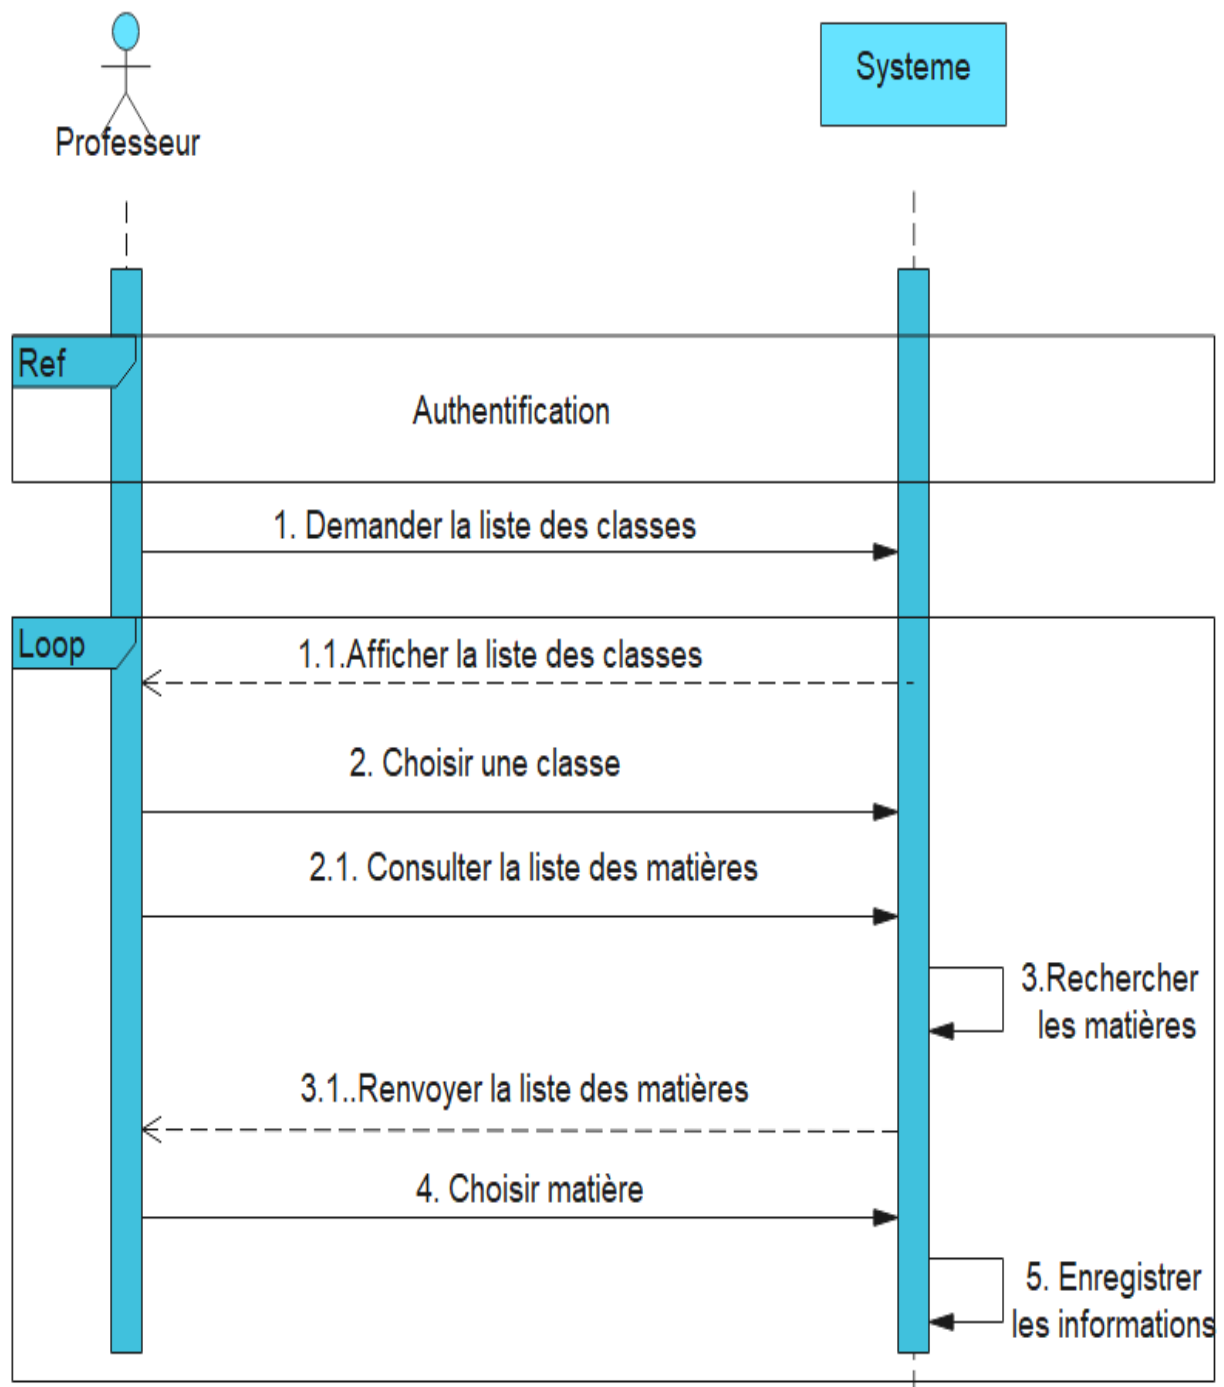 Professeur
Systeme
Ref
Authentification
1. Demander la liste des classes
Loop
1.1.Afficher la liste des classes
2. Choisir une classe
2.1. Consulter la liste des matières
3.Rechercher
les matières
3.1..Renvoyer la liste des matières
4. Choisir matière
5. Enregistrer
les informations